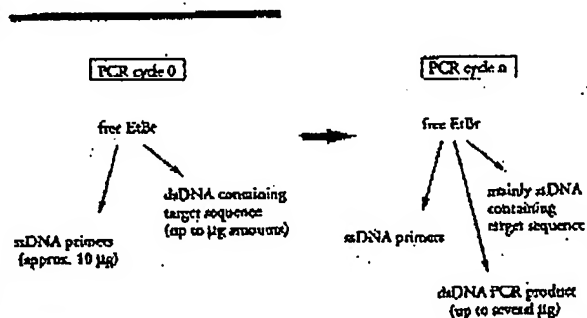 PCR cycle 0
free EtBr
dsDNA containing
target sequence
(up to µg amounts)
ssDNA primers
(approx. 10 µg)
PCR cycle n
free EtBr
mainly ssDNA
containing
target sequence
ssDNA primers
dsDNA PCR product
(up to several µg)